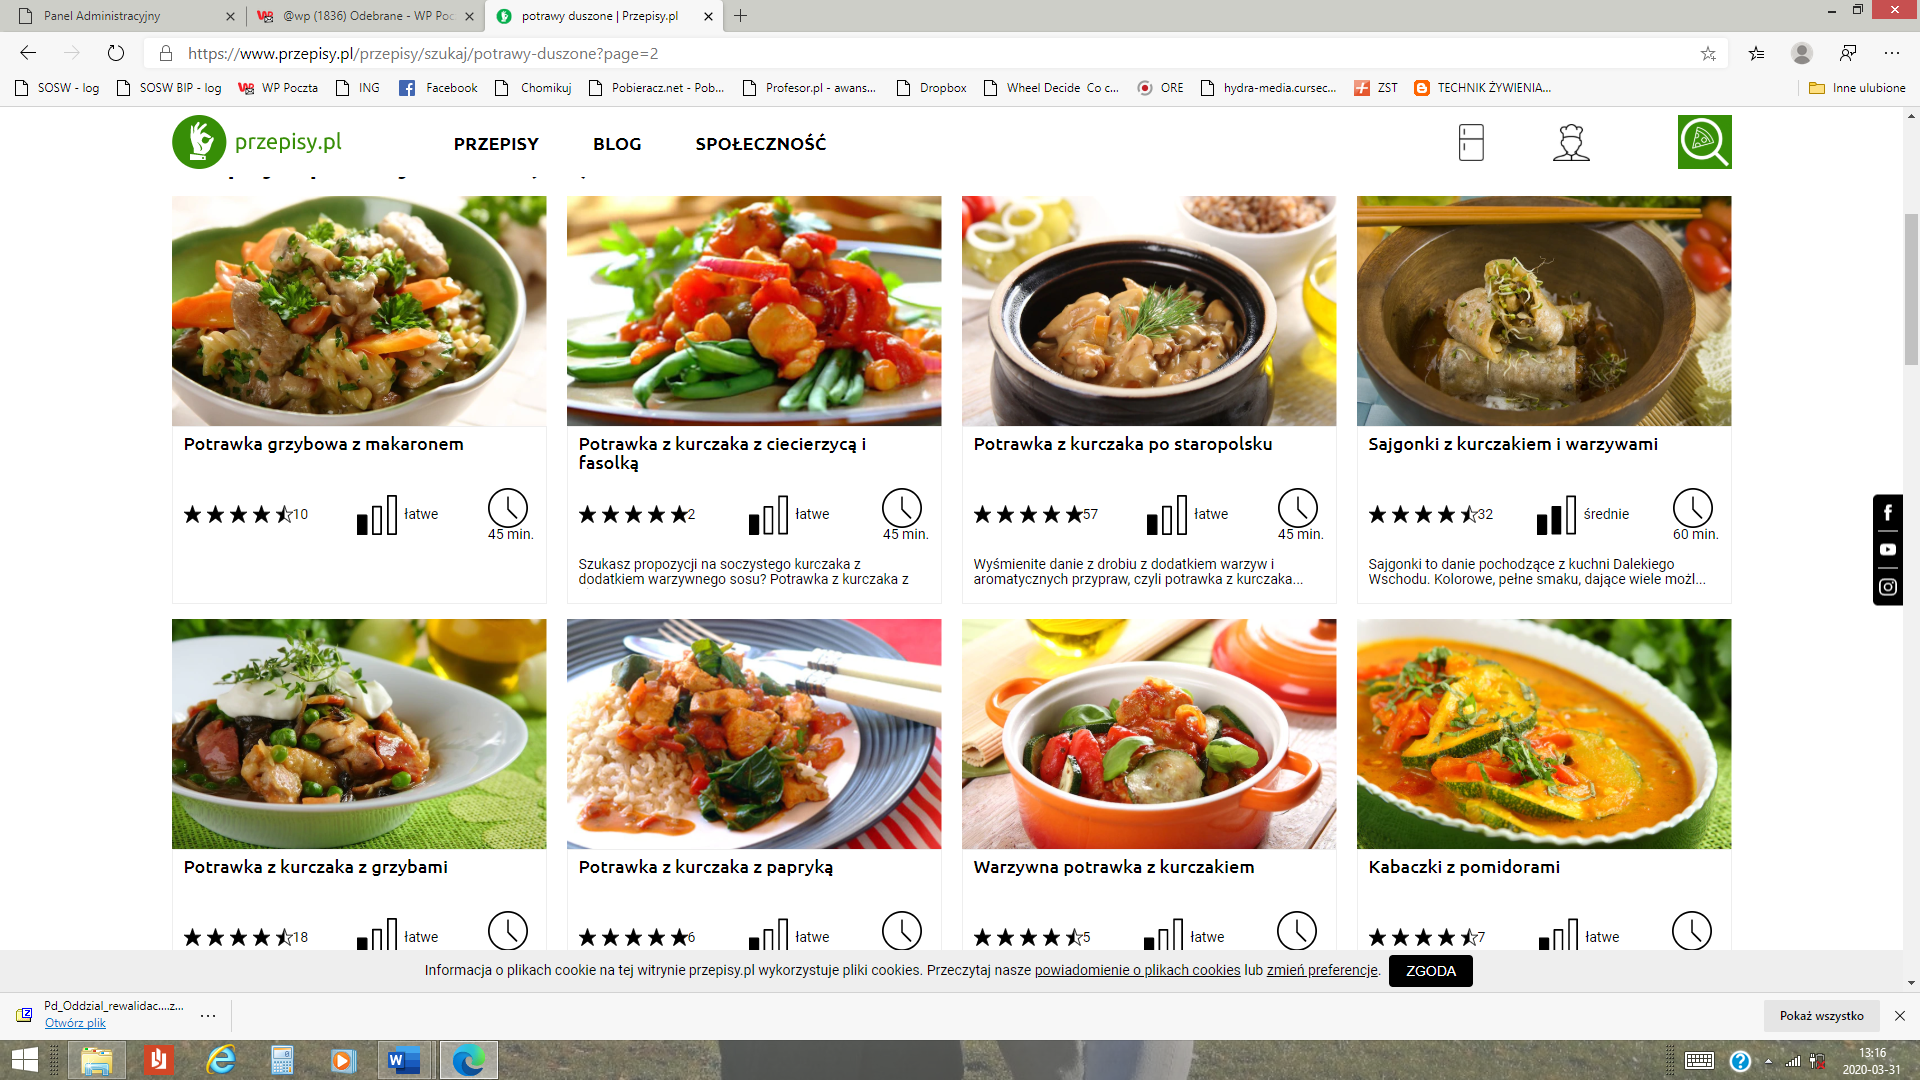 Panel Administracyjny
@wp (1836) Odebrane - WP Poc
potrawy duszone | Przepisy.pl
https://www.przepisy.pl/przepisy/szukaj/potrawy-duszone?page=2
SOSW - log
SOSW BIP - log
WP Poczta
ING
Facebook
Chomikuj
Pobieracz.net - Pob...
Profesor.pl - awans...
Dropbox
Wheel Decide Co c...
ORE
hydra-media.cursec...
ZST
TECHNIK ŻYWIENIA...
Inne ulubione
przepisy.pl
PRZEPISY
BLOG
SPOŁECZNOŚĆ
Potrawka grzybowa z makaronem
10
łatwe
45 min.
Potrawka z kurczaka z ciecierzycą i
fasolką
2
łatwe
45 min.
Szukasz propozycji na soczystego kurczaka z
dodatkiem warzywnego sosu? Potrawka z kurczaka z
Potrawka z kurczaka po staropolsku
57
łatwe
45 min.
Wyśmienite danie z drobiu z dodatkiem warzyw i
aromatycznych przypraw, czyli potrawka z kurczaka...
Sajgonki z kurczakiem i warzywami
32
średnie
60 min.
Sajgonki to danie pochodzące z kuchni Dalekiego
Wschodu. Kolorowe, pełne smaku, dające wiele możl...
Potrawka z kurczaka z grzybami
18
łatwe
Potrawka z kurczaka z papryką
6
łatwe
Warzywna potrawka z kurczakiem
5
łatwe
Kabaczki z pomidorami
7
łatwe
Informacja o plikach cookie na tej witrynie przepisy.pl wykorzystuje pliki cookies. Przeczytaj nasze powiadomienie o plikach cookies lub zmień preferencje.
ZGODA
Pd_Oddzial_rewalidac....z...
Otwórz plik
Pokaż wszystko
13:16
2020-03-31